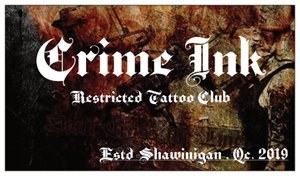 Crime Ink
Restricted Tattoo Club
Estd Shawinigan . Qc. 2019